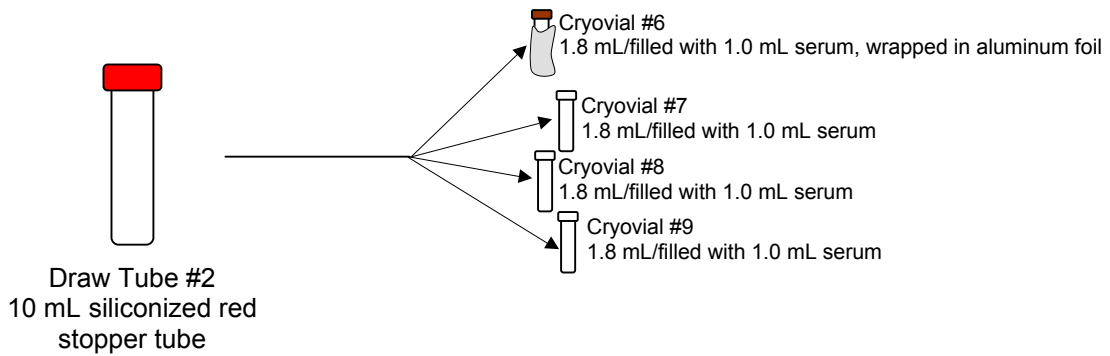 Cryovial #6
1.8 mL/filled with 1.0 mL serum, wrapped in aluminum foil
Cryovial #7
1.8 mL/filled with 1.0 mL serum
Cryovial #8
1.8 mL/filled with 1.0 mL serum
Cryovial #9
1.8 mL/filled with 1.0 mL serum
Draw Tube #2
10 mL siliconized red
stopper tube